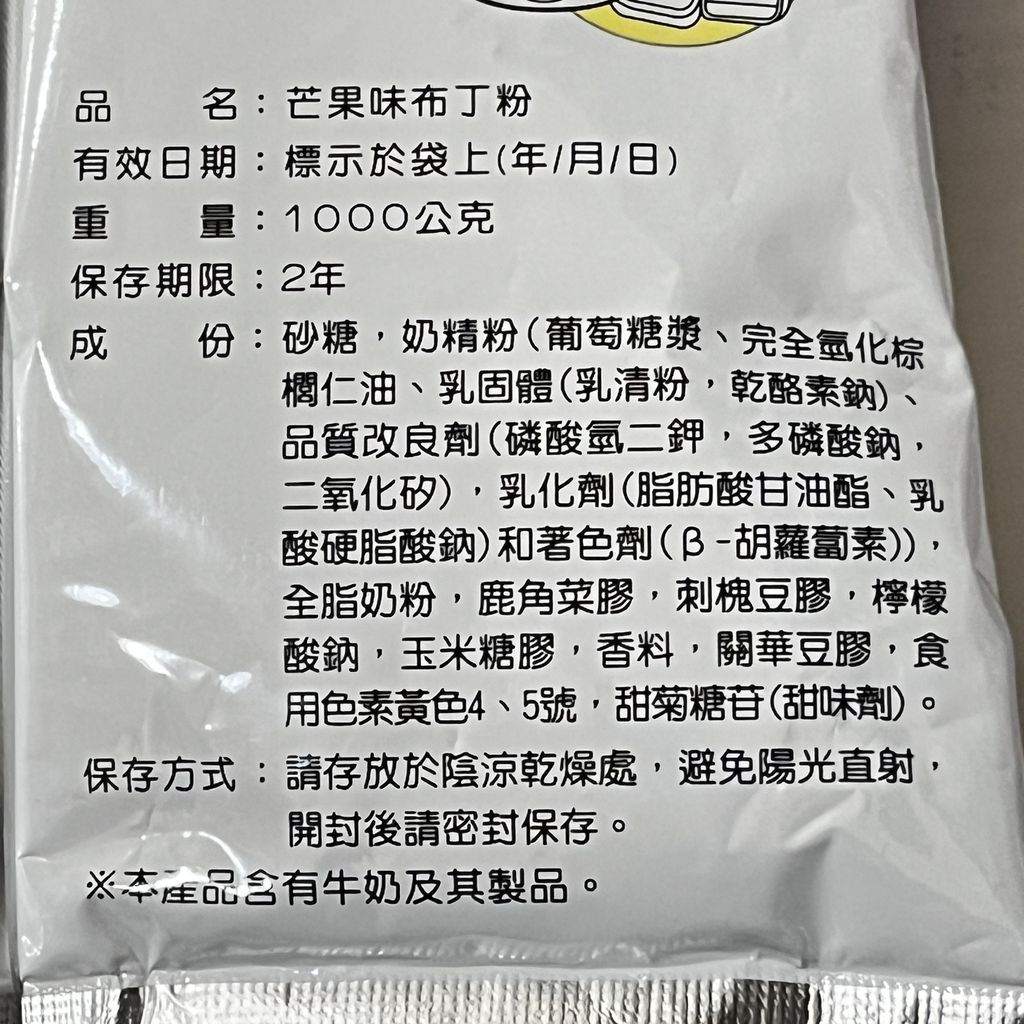 品名：芒果味布丁粉
有效日期：標示於袋上(年/月/日)
重量：1000公克
保存期限：2年
成份：砂糖，奶精粉(葡萄糖漿、完全氫化棕
櫚仁油、乳固體(乳清粉，乾酪素鈉)、
品質改良劑(磷酸氫二鉀，多磷酸鈉，
二氧化矽)，乳化劑(脂肪酸甘油酯、乳
酸硬脂酸鈉)和著色劑(β-胡蘿蔔素))，
全脂奶粉，鹿角菜膠，刺槐豆膠，檸檬
酸鈉，玉米糖膠，香料，關華豆膠，食
用色素黃色4、5號，甜菊糖苷(甜味劑)。
保存方式：請存放於陰涼乾燥處，避免陽光直射，
開封後請密封保存。
※本產品含有牛奶及其製品。